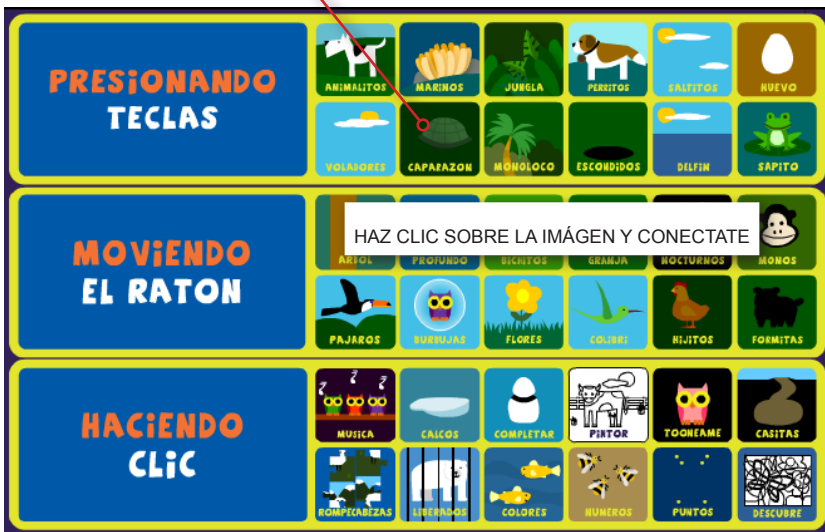 PRESIONANDO
TECLAS
ANIMALITOS MARINOS JUNGLA PERRITOS SALTITOS HUEVO
VOLADORES CAPARAZON MONOLOCO ESCONDIDOS DELFIN SAPITO
MOVIENDO
EL RATON
HAZ CLIC SOBRE LA IMÁGEN Y CONECTATE
ARBOL PROFUNDO BICHITOS GRANJA NOCTURNOS MONOS
PAJAROS BURBUJAS FLORES COLIBRI HIJITOS FORMITAS
HACIENDO
CLIC
MUSICA CALCOS COMPLETAR PINTOR TOONEAME CASITAS
ROMPECABEZAS LIBERADOS COLORES NUMEROS PUNTOS DESCUBRE